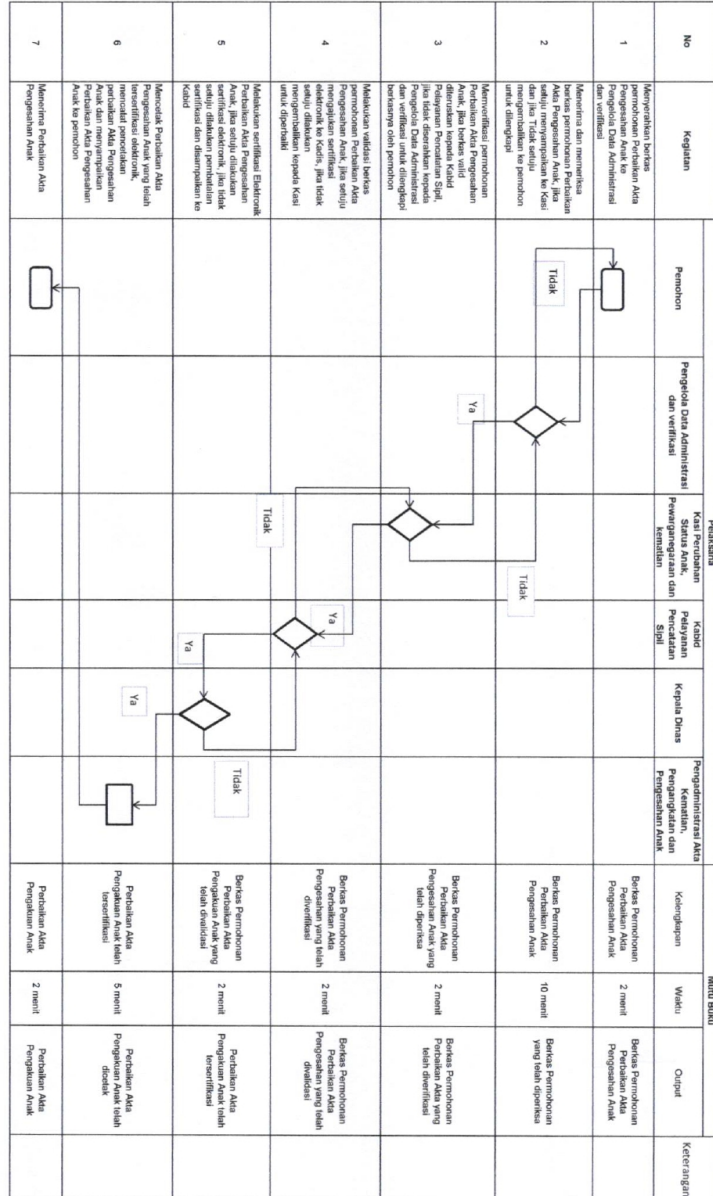 No
Kegiatan
Pelaksana
Pemohon
Pengelola Data Administrasi
dan verifikasi
Kasi Perubahan
Status Anak,
Pewarganegaraan dan
kematian
Kabid
Pelayanan
Pencatatan
Sipil
Kepala Dinas
Pengadministrasi Akta
Kematian,
Pengangkatan dan
Pengesahan Anak
Mutu Buku
Kelengkapan
Waktu
Output
Keterangan
1
Menyerahkan berkas
permohonan Perbaikan Akta
Pengesahan Anak ke
Pengelola Data Administrasi
dan verifikasi
Berkas Permohonan
Perbaikan Akta
Pengesahan Anak
2 menit
Berkas Permohonan
Perbaikan Akta
Pengesahan Anak
2
Menerima dan memeriksa
berkas permohonan Perbaikan
Akta Pengesahan Anak, jika
setuju menyampaikan ke Kasi
dan jika Tidak setuju
mengembalikan ke pemohon
untuk dilengkapi
Tidak
Ya
Tidak
Berkas Permohonan
Perbaikan Akta
Pengesahan Anak
10 menit
Berkas Permohonan
yang telah diperiksa
3
Memverifikasi permohonan
Perbaikan Akta Pengesahan
Anak, jika berkas valid
diteruskan kepada Kabid
Pelayanan Pencatatan Sipil,
jika tidak diserahkan kepada
Pengelola Data Administrasi
dan verifikasi untuk dilengkapi
berkasnya oleh pemohon
Ya
Berkas Permohonan
Perbaikan Akta
Pengesahan Anak yang
telah diperiksa
2 menit
Berkas Permohonan
Perbaikan Akta yang
telah diverifikasi
4
Melakukan validasi berkas
permohonan Perbaikan Akta
Pengesahan Anak, jika setuju
mengajukan sertifikasi
elektronik ke Kadis, jika tidak
setuju dilakukan
mengembalikan kepada Kasi
untuk diperbaiki
Tidak
Ya
Berkas Permohonan
Perbaikan Akta
Pengesahan yang telah
diverifikasi
2 menit
Berkas Permohonan
Perbaikan Akta
Pengesahan yang telah
divalidasi
5
Melakukan sertifikasi Elektronik
Perbaikan Akta Pengesahan
Anak, jika setuju dilakukan
sertifikasi elektronik, jika tidak
setuju dilakukan pembatalan
sertifikasi dan disampaikan ke
Kabid
Ya
Tidak
Berkas Permohonan
Perbaikan Akta
Pengakuan Anak yang
telah divalidasi
2 menit
Perbaikan Akta
Pengakuan Anak telah
tersertifikasi
6
Mencetak Perbaikan Akta
Pengesahan Anak yang telah
tersertifikasi elektronik,
mencatat pencetakan
perbaikan Akta Pengesahan
Anak dan menyampaikan
Perbaikan Akta Pengesahan
Anak ke pemohon
Perbaikan Akta
Pengakuan Anak telah
tersertifikasi
5 menit
Perbaikan Akta
Pengakuan Anak telah
dicetak
7
Menerima Perbaikan Akta
Pengesahan Anak
Perbaikan Akta
Pengakuan Anak
2 menit
Perbaikan Akta
Pengakuan Anak